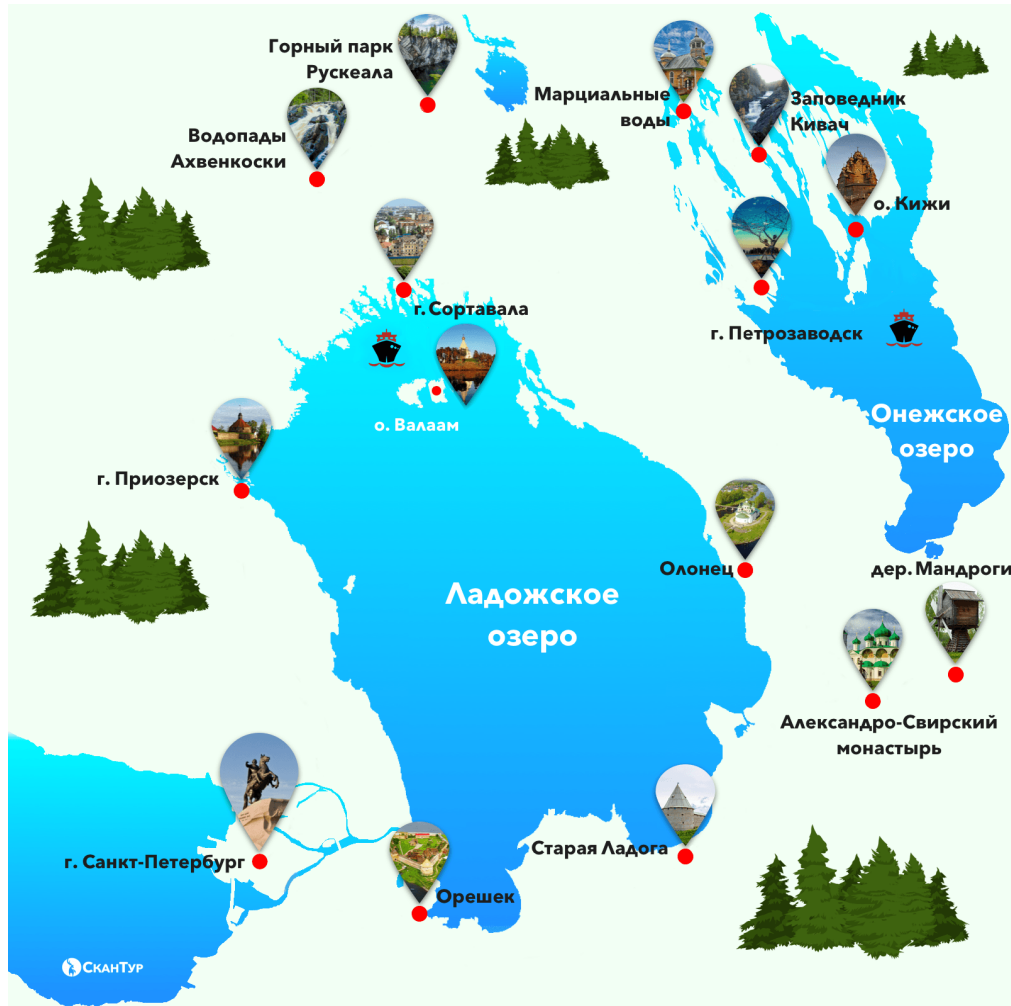 Горный парк
Рускеала
Марциальные
воды
Заповедник
Кивач
Водопады
Ахвенкоски
о. Кижи
г. Сортавала
г. Петрозаводск
о. Валаам
Онежское
озеро
г. Приозерск
Олонец
дер. Мандроги
Ладожское
озеро
Александро-Свирский
монастырь
Старая Ладога
г. Санкт-Петербург
Орешек
СканТур